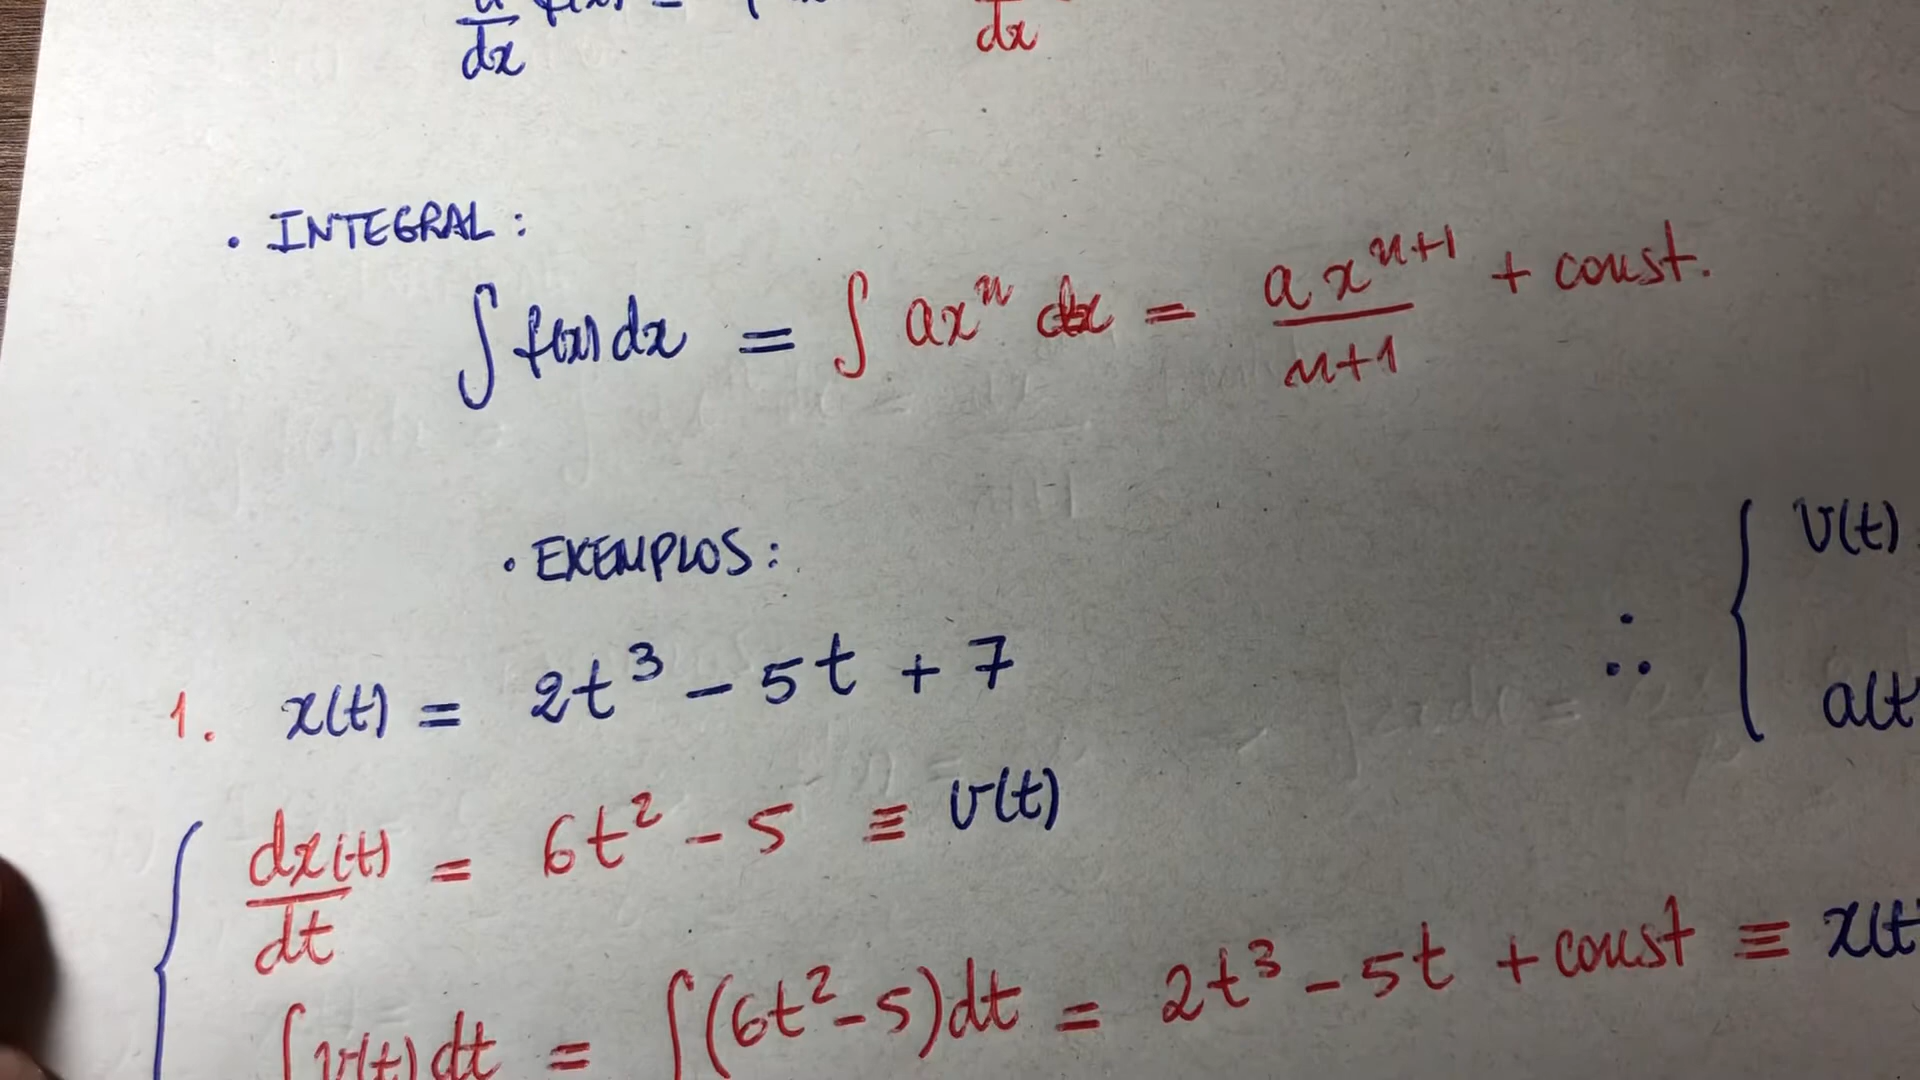 d/dx f(x) = d/dx
• INTEGRAL:
∫ f(x) dx = ∫ ax^n dx = ax^(n+1)/(n+1) + const.
• EXEMPLOS:
1. x(t) = 2t³ - 5t + 7
∴ { v(t)
a(t
{ dx(t)/dt = 6t² - 5 ≡ v(t)
∫ v(t) dt = ∫ (6t² - 5) dt = 2t³ - 5t + const ≡ x(t